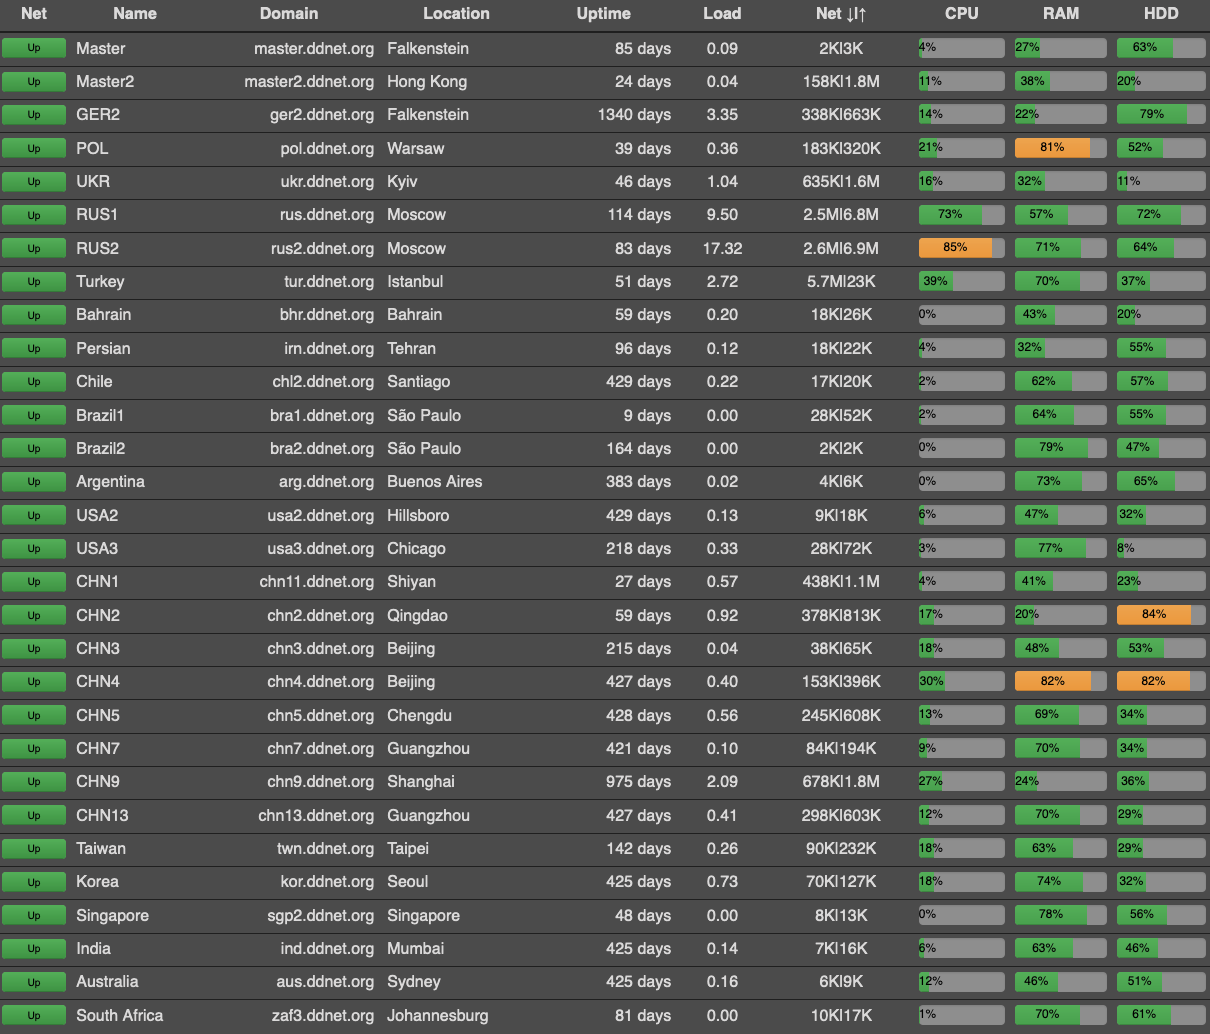 Net Name Domain Location Uptime Load Net ↓|↑ CPU RAM HDD
Up Master master.ddnet.org Falkenstein 85 days 0.09 2K|3K 4% 27% 63%
Up Master2 master2.ddnet.org Hong Kong 24 days 0.04 158K|1.8M 11% 38% 20%
Up GER2 ger2.ddnet.org Falkenstein 1340 days 3.35 338K|663K 14% 22% 79%
Up POL pol.ddnet.org Warsaw 39 days 0.36 183K|320K 21% 81% 52%
Up UKR ukr.ddnet.org Kyiv 46 days 1.04 635K|1.6M 16% 32% 11%
Up RUS1 rus.ddnet.org Moscow 114 days 9.50 2.5M|6.8M 73% 57% 72%
Up RUS2 rus2.ddnet.org Moscow 83 days 17.32 2.6M|6.9M 85% 71% 64%
Up Turkey tur.ddnet.org Istanbul 51 days 2.72 5.7M|23K 39% 70% 37%
Up Bahrain bhr.ddnet.org Bahrain 59 days 0.20 18K|26K 0% 43% 20%
Up Persian irn.ddnet.org Tehran 96 days 0.12 18K|22K 4% 32% 55%
Up Chile chl2.ddnet.org Santiago 429 days 0.22 17K|20K 2% 62% 57%
Up Brazil1 bra1.ddnet.org São Paulo 9 days 0.00 28K|52K 2% 64% 55%
Up Brazil2 bra2.ddnet.org São Paulo 164 days 0.00 2K|2K 0% 79% 47%
Up Argentina arg.ddnet.org Buenos Aires 383 days 0.02 4K|6K 0% 73% 65%
Up USA2 usa2.ddnet.org Hillsboro 429 days 0.13 9K|18K 6% 47% 32%
Up USA3 usa3.ddnet.org Chicago 218 days 0.33 28K|72K 3% 77% 8%
Up CHN1 chn11.ddnet.org Shiyan 27 days 0.57 438K|1.1M 4% 41% 23%
Up CHN2 chn2.ddnet.org Qingdao 59 days 0.92 378K|813K 17% 20% 84%
Up CHN3 chn3.ddnet.org Beijing 215 days 0.04 38K|65K 18% 48% 53%
Up CHN4 chn4.ddnet.org Beijing 427 days 0.40 153K|396K 30% 82% 82%
Up CHN5 chn5.ddnet.org Chengdu 428 days 0.56 245K|608K 13% 69% 34%
Up CHN7 chn7.ddnet.org Guangzhou 421 days 0.10 84K|194K 9% 70% 34%
Up CHN9 chn9.ddnet.org Shanghai 975 days 2.09 678K|1.8M 27% 24% 36%
Up CHN13 chn13.ddnet.org Guangzhou 427 days 0.41 298K|603K 12% 70% 29%
Up Taiwan twn.ddnet.org Taipei 142 days 0.26 90K|232K 18% 63% 29%
Up Korea kor.ddnet.org Seoul 425 days 0.73 70K|127K 18% 74% 32%
Up Singapore sgp2.ddnet.org Singapore 48 days 0.00 8K|13K 0% 78% 56%
Up India ind.ddnet.org Mumbai 425 days 0.14 7K|16K 6% 63% 46%
Up Australia aus.ddnet.org Sydney 425 days 0.16 6K|9K 12% 46% 51%
Up South Africa zaf3.ddnet.org Johannesburg 81 days 0.00 10K|17K 1% 70% 61%